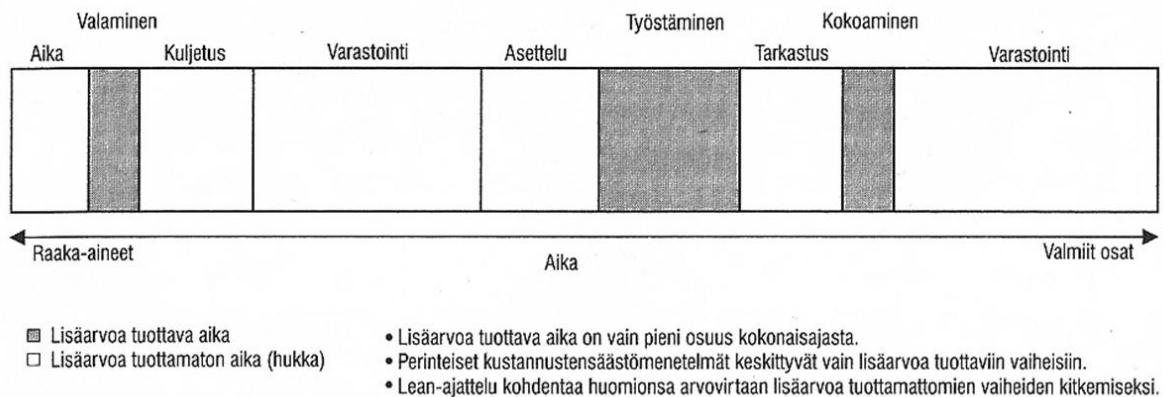 Valaminen Työstäminen Kokoaminen
Aika Kuljetus Varastointi Asettelu Tarkastus Varastointi
Raaka-aineet Aika Valmiit osat
Lisäarvoa tuottava aika
Lisäarvoa tuottamaton aika (hukka)
• Lisäarvoa tuottava aika on vain pieni osuus kokonaisajasta.
• Perinteiset kustannustensäästömenetelmät keskittyvät vain lisäarvoa tuottaviin vaiheisiin.
• Lean-ajattelu kohdentaa huomionsa arvovirtaan lisäarvoa tuottamattomien vaiheiden kitkemiseksi.